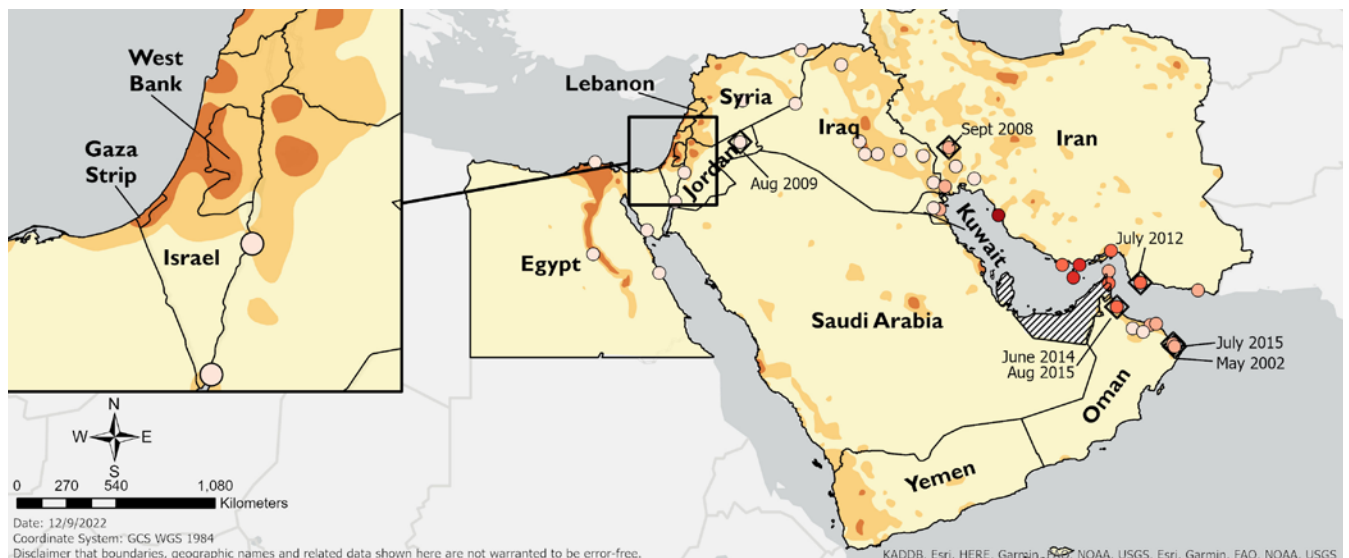 West
Bank
Gaza
Strip
Israel
Lebanon
Syria
Iraq
Iran
Jordan
Kuwait
Egypt
Saudi Arabia
Yemen
Oman
Sept 2008
Aug 2009
July 2012
June 2014
Aug 2015
July 2015
May 2002
N
W
E
S
0 270 540 1,080
Kilometers
Date: 12/9/2022
Coordinate System: GCS WGS 1984
Disclaimer that boundaries, geographic names and related data shown here are not warranted to be error-free.
KADDB, Esri, HERE, Garmin, FAO, NOAA, USGS, Esri, Garmin, FAO, NOAA, USGS